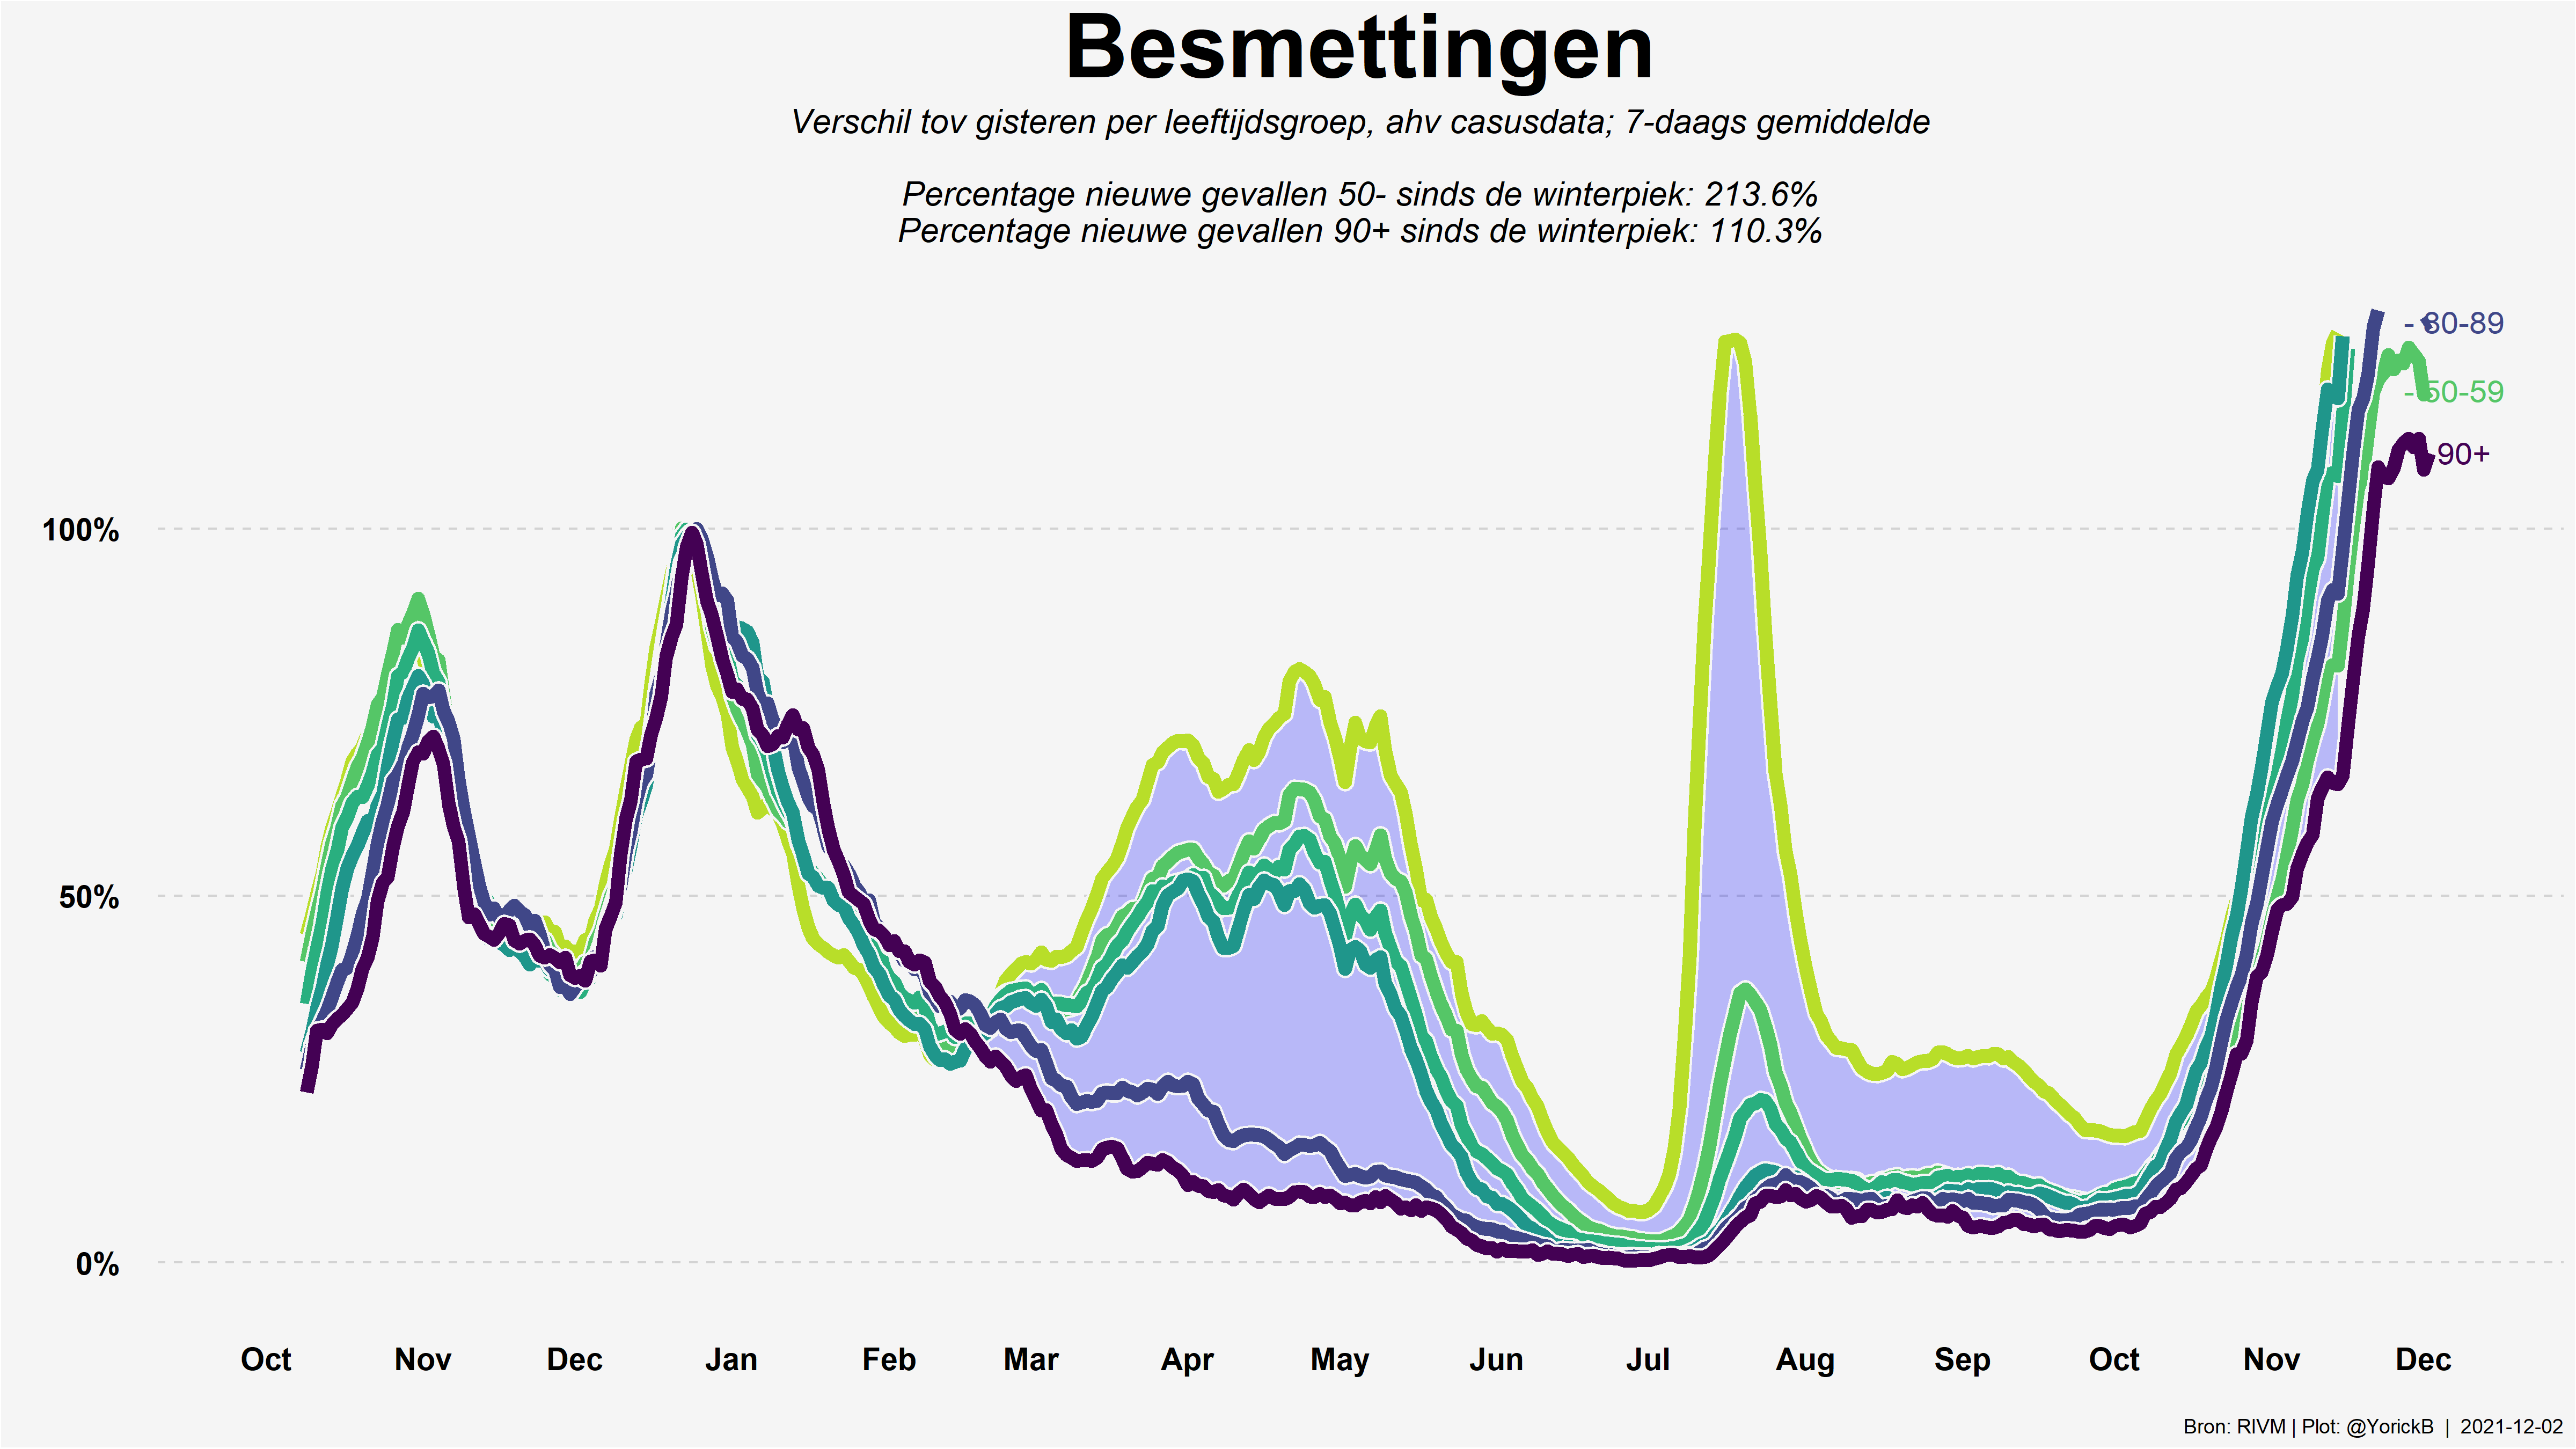 Besmettingen
Verschil tov gisteren per leeftijdsgroep, ahv casusdata; 7-daags gemiddelde
Percentage nieuwe gevallen 50- sinds de winterpiek: 213.6%
Percentage nieuwe gevallen 90+ sinds de winterpiek: 110.3%
80-89
50-59
90+
100%
50%
0%
Oct Nov Dec Jan Feb Mar Apr May Jun Jul Aug Sep Oct Nov Dec
Bron: RIVM | Plot: @YorickB | 2021-12-02